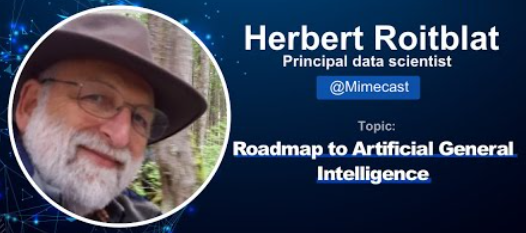 Herbert Roitblat
Principal data scientist
@Mimecast
Topic:
Roadmap to Artificial General
Intelligence